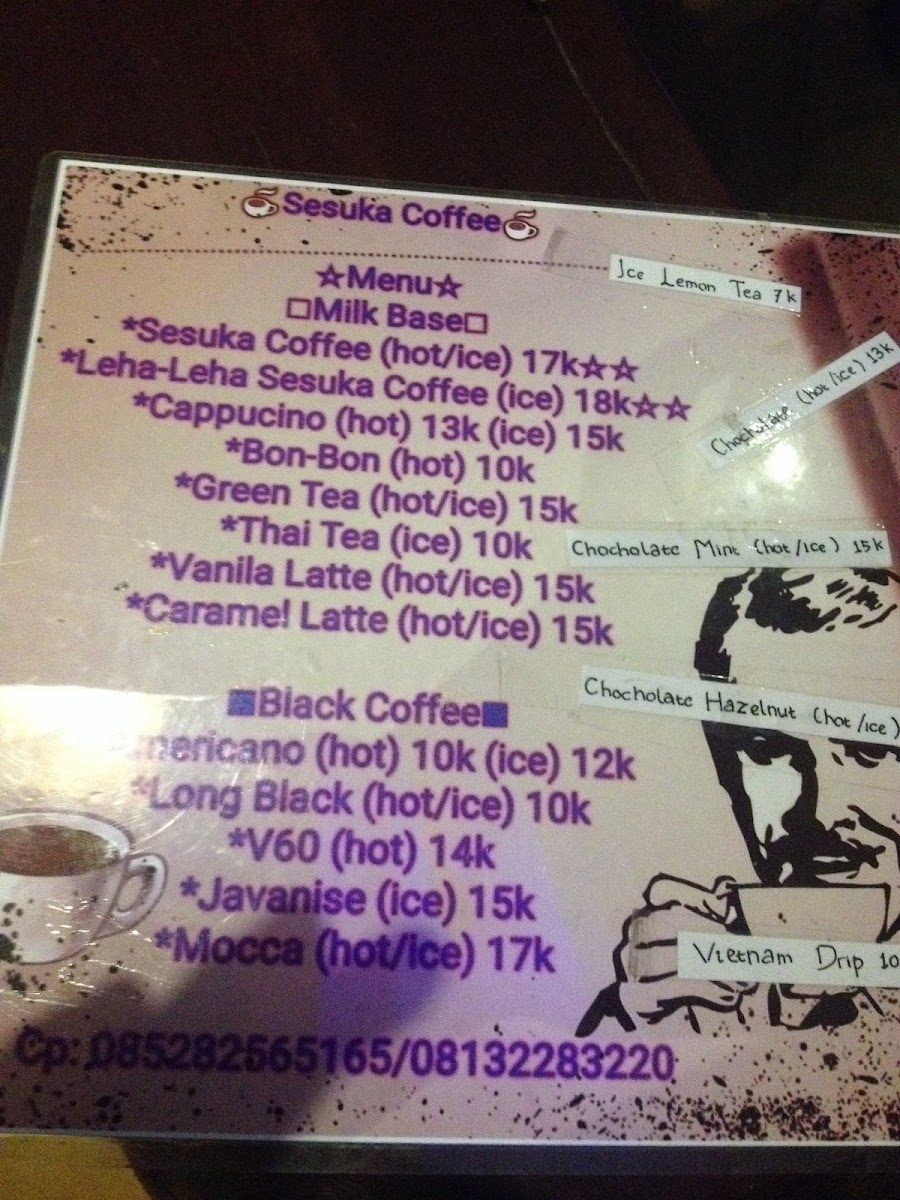 Sesuka Coffee
☆Menu☆
□Milk Base□
*Sesuka Coffee (hot/ice) 17k☆☆
*Leha-Leha Sesuka Coffee (ice) 18k☆☆
*Cappucino (hot) 13k (ice) 15k
*Bon-Bon (hot) 10k
*Green Tea (hot/ice) 15k
*Thai Tea (ice) 10k
*Vanila Latte (hot/ice) 15k
*Caramel Latte (hot/ice) 15k
■Black Coffee■
Americano (hot) 10k (ice) 12k
*Long Black (hot/ice) 10k
*V60 (hot) 14k
*Javanise (ice) 15k
*Mocca (hot/ice) 17k
Cp: 085282565165/08132283220
Ice Lemon Tea 7k
Chocholate (hot/ice) 13k
Chocholate Mint (hot/ice) 15k
Chocholate Hazelnut (hot/ice)
Vietnam Drip 10